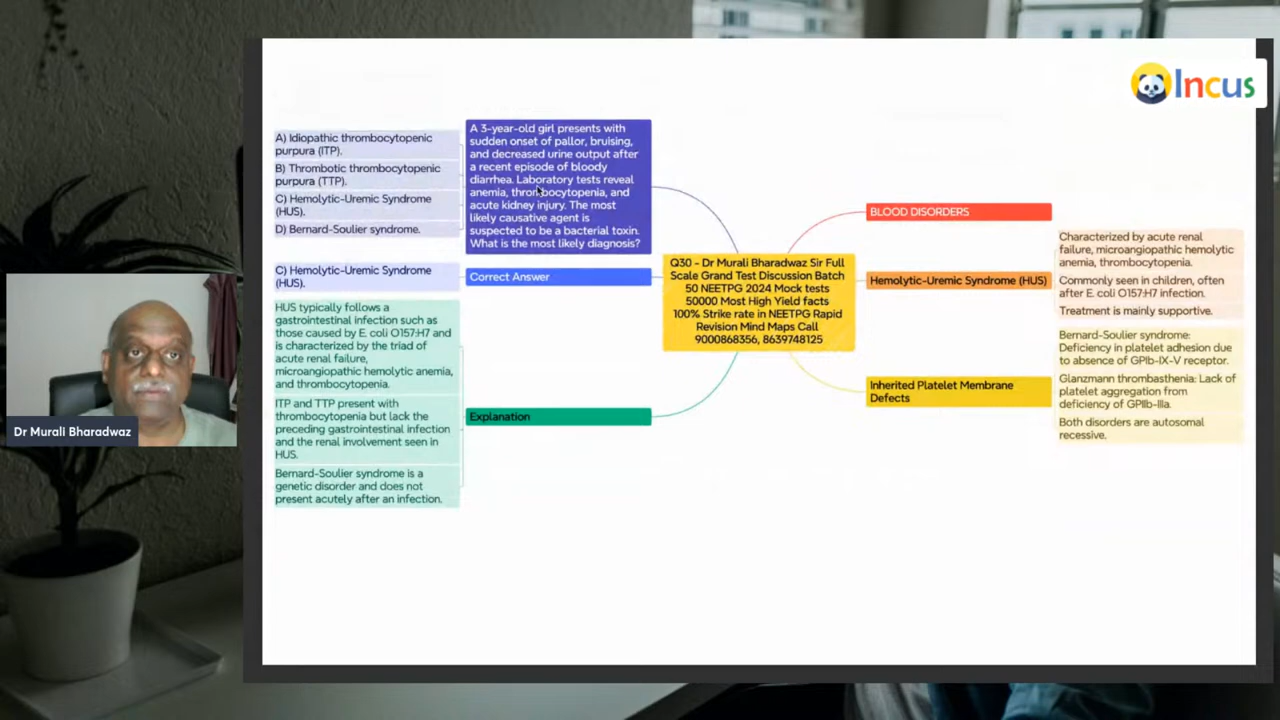 Incus
A) Idiopathic thrombocytopenic
purpura (ITP).
B) Thrombotic thrombocytopenic
purpura (TTP).
C) Hemolytic-Uremic Syndrome
(HUS).
D) Bernard-Soulier syndrome.
A 3-year-old girl presents with
sudden onset of pallor, bruising,
and decreased urine output after
a recent episode of bloody
diarrhea. Laboratory tests reveal
anemia, thrombocytopenia, and
acute kidney injury. The most
likely causative agent is
suspected to be a bacterial toxin.
What is the most likely diagnosis?
C) Hemolytic-Uremic Syndrome
(HUS).
Correct Answer
HUS typically follows a
gastrointestinal infection such as
those caused by E. coli O157:H7 and
is characterized by the triad of
acute renal failure,
microangiopathic hemolytic anemia,
and thrombocytopenia.
ITP and TTP present with
thrombocytopenia but lack the
preceding gastrointestinal infection
and the renal involvement seen in
HUS.
Bernard-Soulier syndrome is a
genetic disorder and does not
present acutely after an infection.
Explanation
Q30 - Dr Murali Bharadwaz Sir Full
Scale Grand Test Discussion Batch
50 NEETPG 2024 Mock tests
50000 Most High Yield facts
100% Strike rate in NEETPG Rapid
Revision Mind Maps Call
9000868356, 8639748125
BLOOD DISORDERS
Hemolytic-Uremic Syndrome (HUS)
Characterized by acute renal
failure, microangiopathic hemolytic
anemia, thrombocytopenia.
Commonly seen in children, often
after E. coli O157:H7 infection.
Treatment is mainly supportive.
Inherited Platelet Membrane
Defects
Bernard-Soulier syndrome:
Deficiency in platelet adhesion due
to absence of GPIb-IX-V receptor.
Glanzmann thrombasthenia: Lack of
platelet aggregation from
deficiency of GPIIb-IIIa.
Both disorders are autosomal
recessive.
Dr Murali Bharadwaz